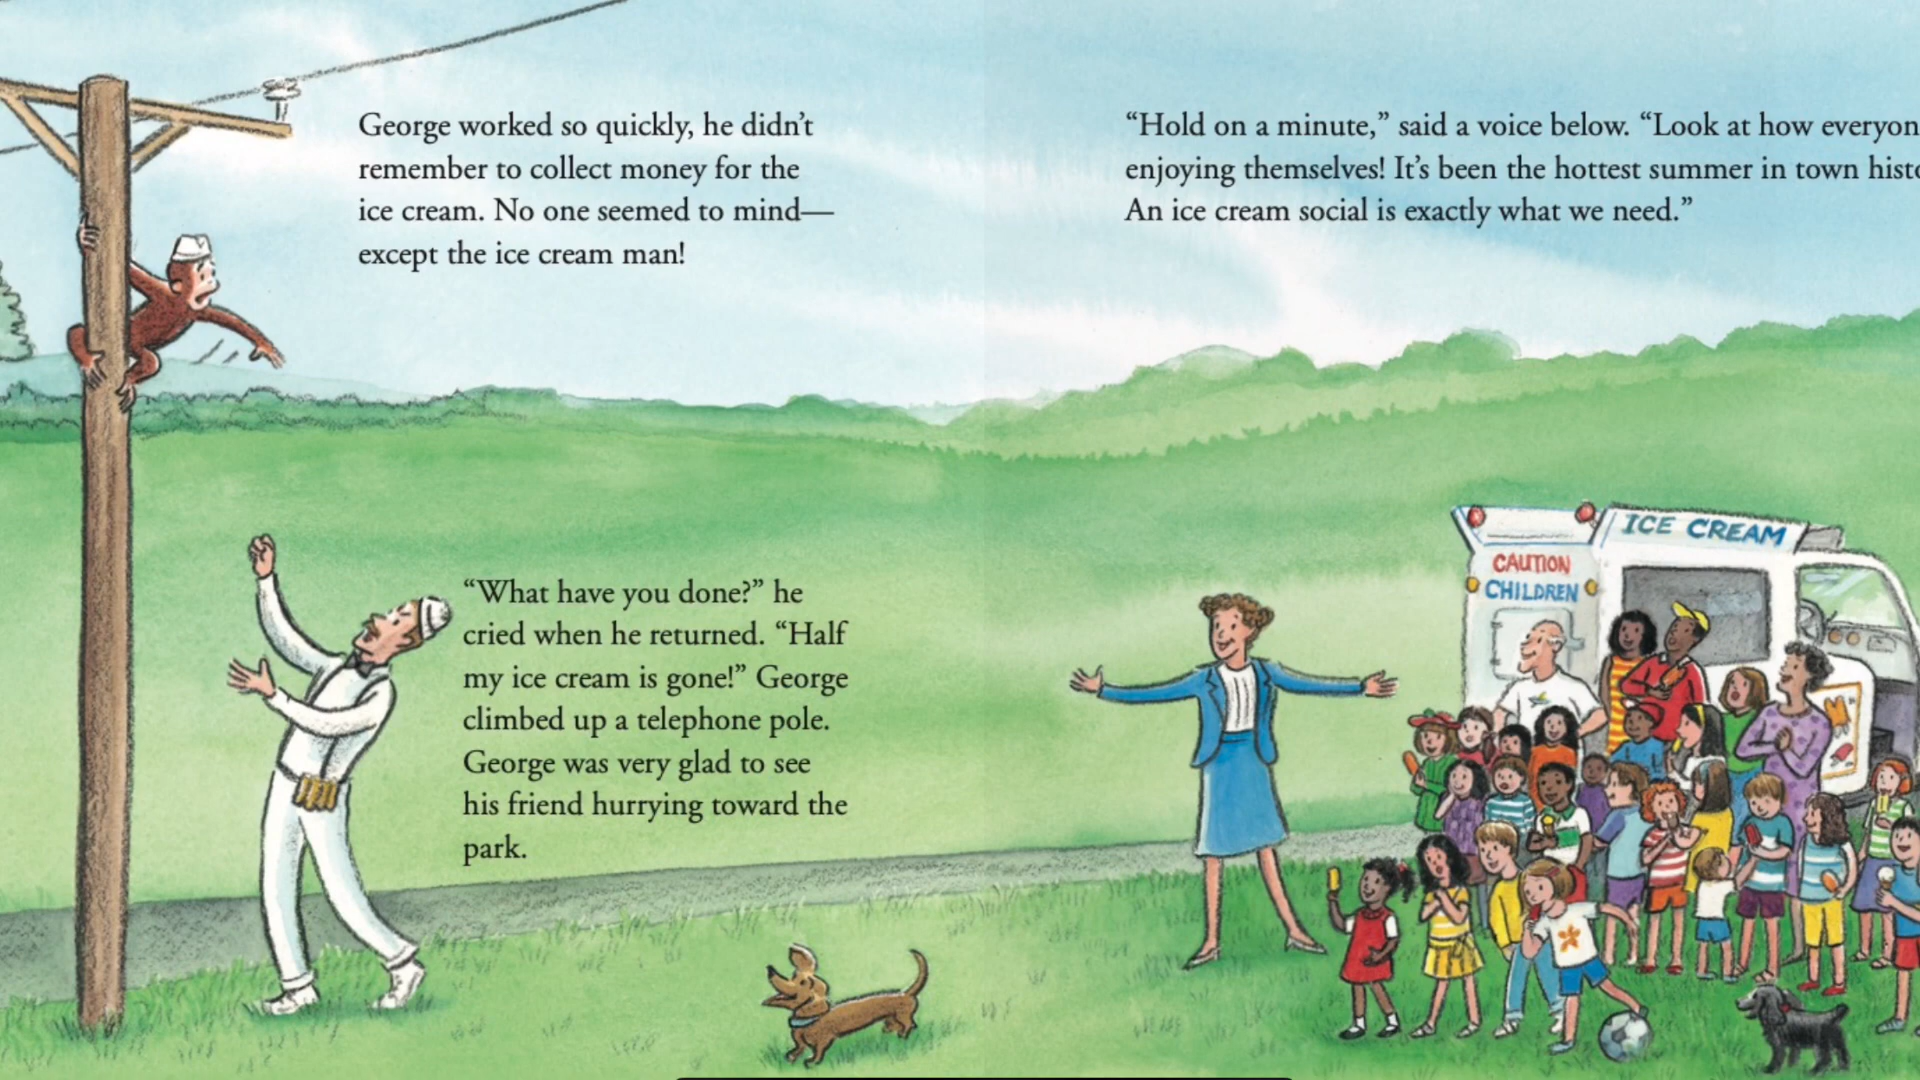 George worked so quickly, he didn’t
remember to collect money for the
ice cream. No one seemed to mind—
except the ice cream man!
“What have you done?” he
cried when he returned. “Half
my ice cream is gone!” George
climbed up a telephone pole.
George was very glad to see
his friend hurrying toward the
park.
“Hold on a minute,” said a voice below. “Look at how everyon
enjoying themselves! It’s been the hottest summer in town histo
An ice cream social is exactly what we need.”
ICE CREAM
CAUTION
CHILDREN